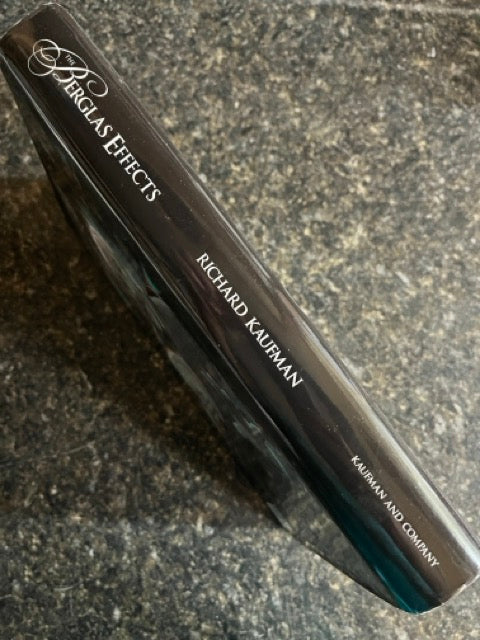 THE
BERGLAS EFFECTS
RICHARD KAUFMAN
KAUFMAN AND COMPANY